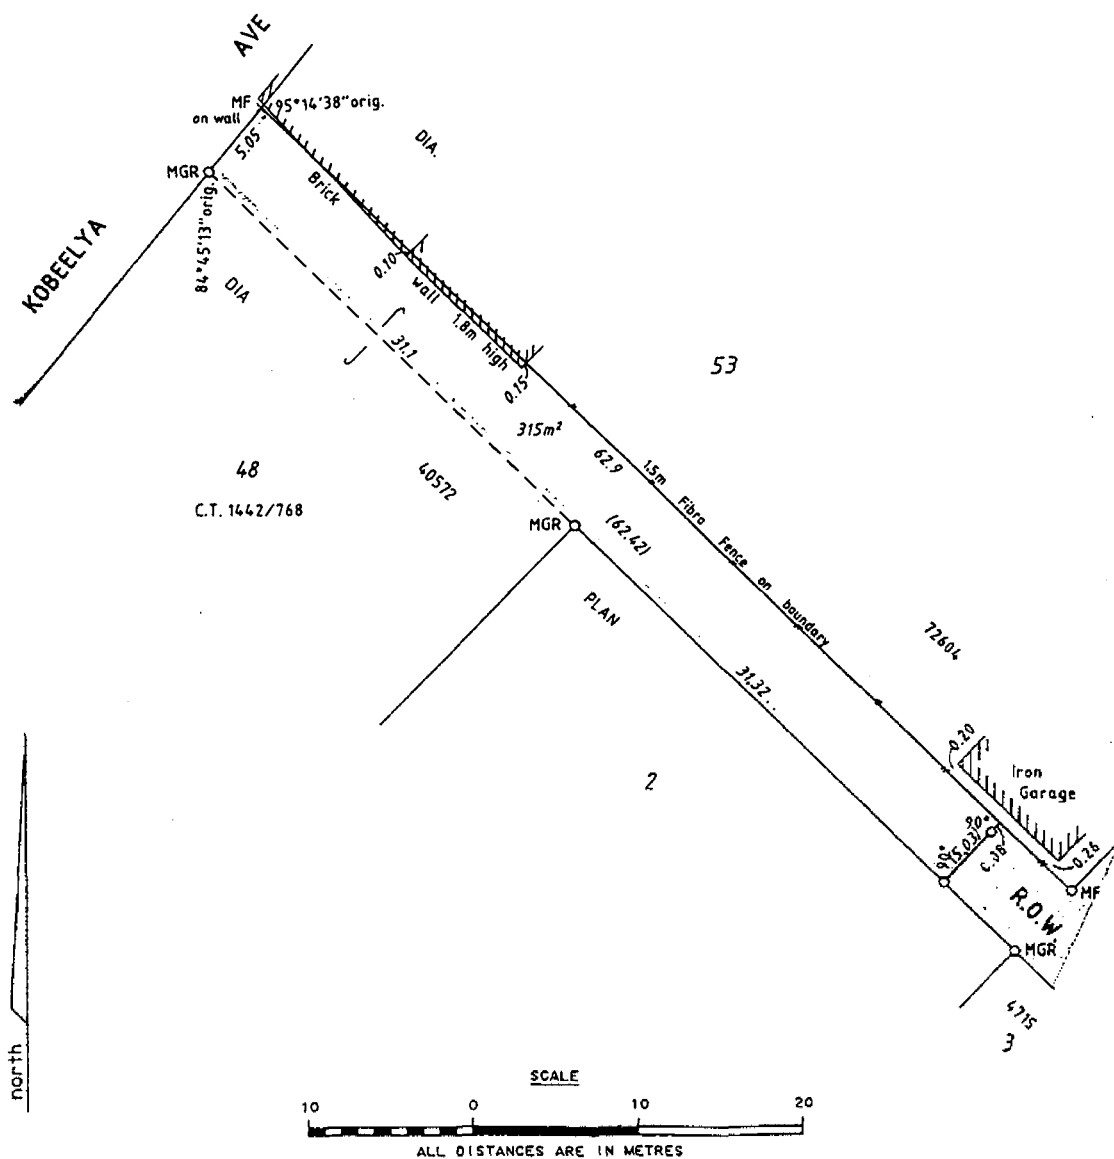 KOBEELYA AVE
MF
on wall
95°14'38" orig.
5.05
MGR
84°45'13" orig.
DIA.
DIA
Brick wall 1.8m high
0.10
0.15
31.1
53
315m²
62.9
(62.42)
1.5m Fibro Fence on boundary
48
C.T. 1442/768
40572
MGR
PLAN
72604
31.32
2
0.20
Iron
Garage
90°
90°
(5.03)
0.26
R.O.W.
MF
MGR
4715
3
north
SCALE
10 0 10 20
ALL DISTANCES ARE IN METRES